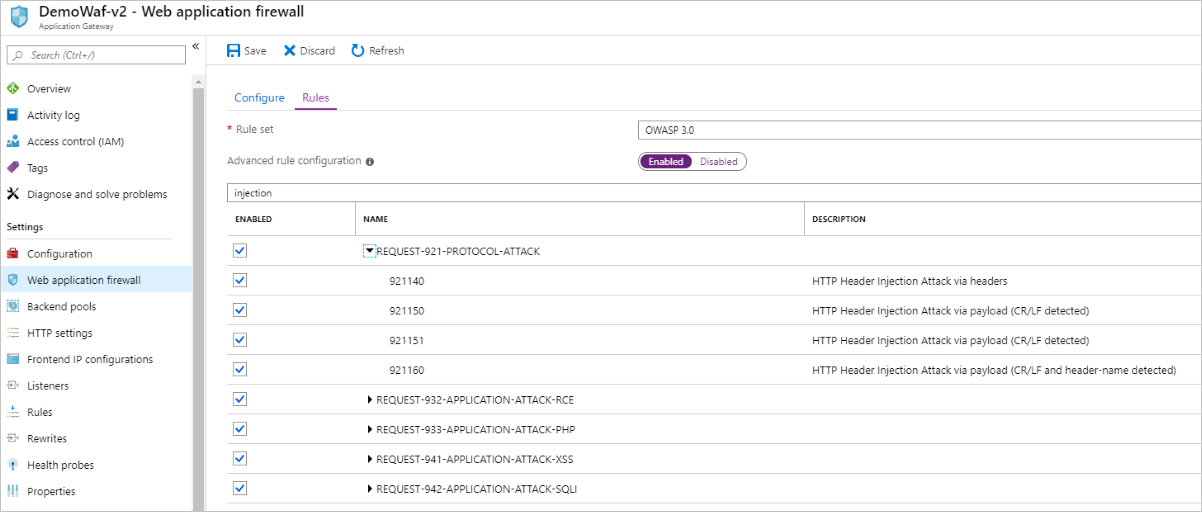 DemoWaf-v2 - Web application firewall
Application Gateway
Search (Ctrl+/)
«
Overview
Activity log
Access control (IAM)
Tags
Diagnose and solve problems
Settings
Configuration
Web application firewall
Backend pools
HTTP settings
Frontend IP configurations
Listeners
Rules
Rewrites
Health probes
Properties
Save Discard Refresh
Configure Rules
* Rule set OWASP 3.0
Advanced rule configuration Enabled Disabled
injection
ENABLED NAME DESCRIPTION
REQUEST-921-PROTOCOL-ATTACK
921140 HTTP Header Injection Attack via headers
921150 HTTP Header Injection Attack via payload (CR/LF detected)
921151 HTTP Header Injection Attack via payload (CR/LF detected)
921160 HTTP Header Injection Attack via payload (CR/LF and header-name detected)
REQUEST-932-APPLICATION-ATTACK-RCE
REQUEST-933-APPLICATION-ATTACK-PHP
REQUEST-941-APPLICATION-ATTACK-XSS
REQUEST-942-APPLICATION-ATTACK-SQLI